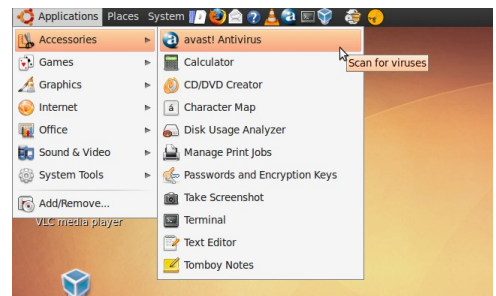 Applications Places System
Accessories
Games
Graphics
Internet
Office
Sound & Video
System Tools
Add/Remove...
avast! Antivirus
Calculator
CD/DVD Creator
á Character Map
Disk Usage Analyzer
Manage Print Jobs
Passwords and Encryption Keys
Take Screenshot
Terminal
Text Editor
Tomboy Notes
Scan for viruses
VLC media player